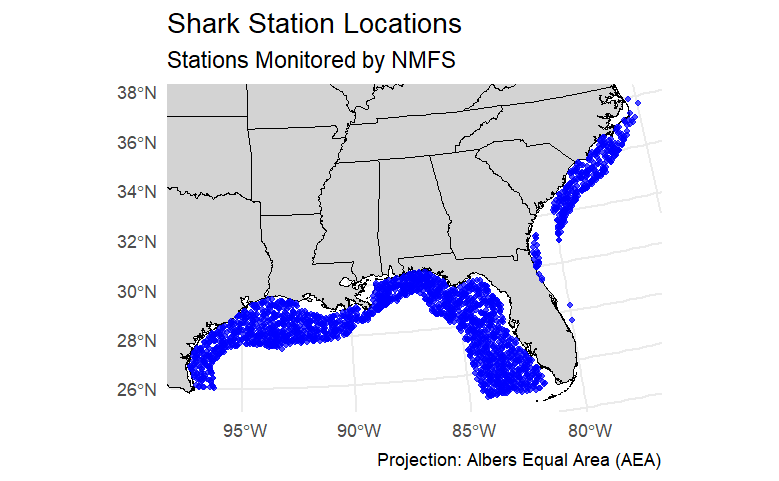 Shark Station Locations
Stations Monitored by NMFS
38°N
36°N
34°N
32°N
30°N
28°N
26°N
95°W
90°W
85°W
80°W
Projection: Albers Equal Area (AEA)